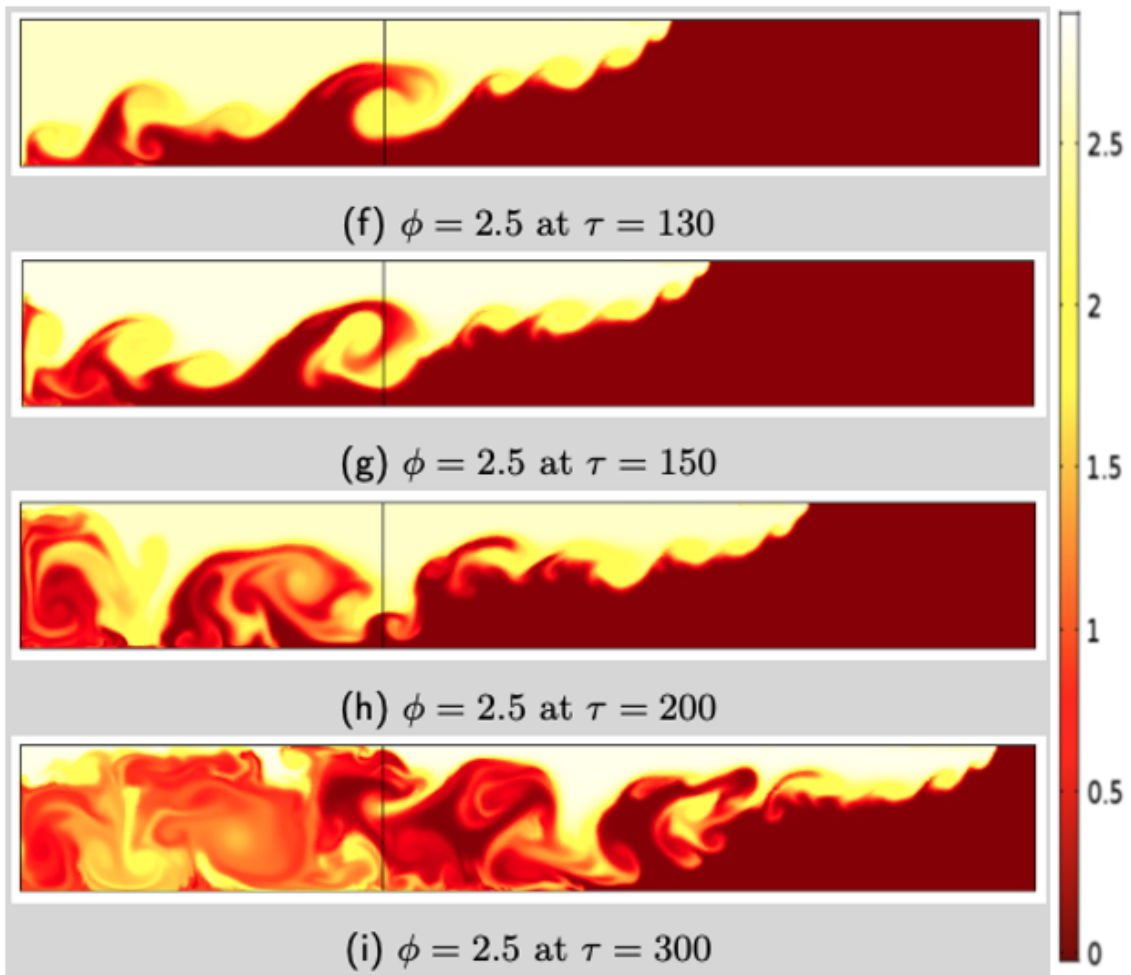 2.5
(f) ϕ = 2.5 at τ = 130
2
(g) ϕ = 2.5 at τ = 150
1.5
1
(h) ϕ = 2.5 at τ = 200
0.5
(i) ϕ = 2.5 at τ = 300
0